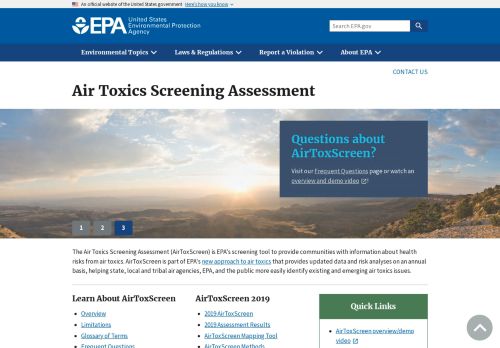 An official website of the United States government Here's how you know
EPA United States
Environmental Protection
Agency
Search EPA.gov
Environmental Topics Laws & Regulations Report a Violation About EPA
CONTACT US
Air Toxics Screening Assessment
Questions about
AirToxScreen?
Visit our Frequent Questions page or watch an
overview and demo video!
1 2 3
The Air Toxics Screening Assessment (AirToxScreen) is EPA's screening tool to provide communities with information about health
risks from air toxics. AirToxScreen is part of EPA's new approach to air toxics that provides updated data and risk analyses on an annual
basis, helping state, local and tribal air agencies, EPA, and the public more easily identify existing and emerging air toxics issues.
Learn About AirToxScreen
Overview
Limitations
Glossary of Terms
Frequent Questions
AirToxScreen 2019
2019 AirToxScreen
2019 Assessment Results
AirToxScreen Mapping Tool
AirToxScreen Methods
Quick Links
AirToxScreen overview/demo
video